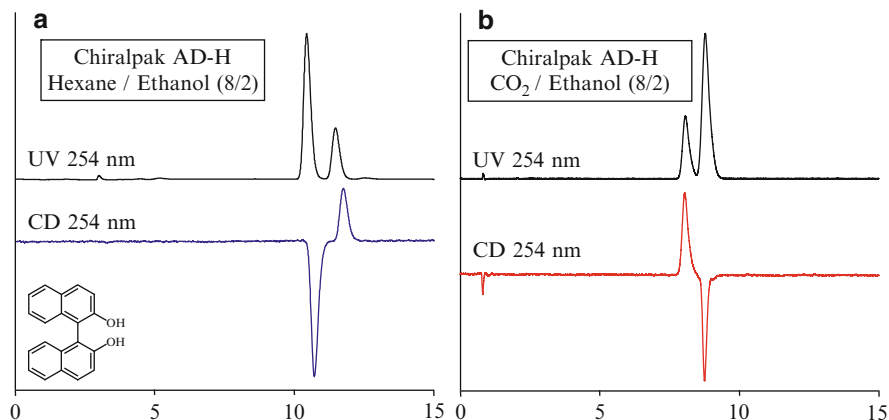 a
Chiralpak AD-H
Hexane / Ethanol (8/2)
UV 254 nm
CD 254 nm
OH
OH
0
5
10
15
b
Chiralpak AD-H
CO₂ / Ethanol (8/2)
UV 254 nm
CD 254 nm
0
5
10
15